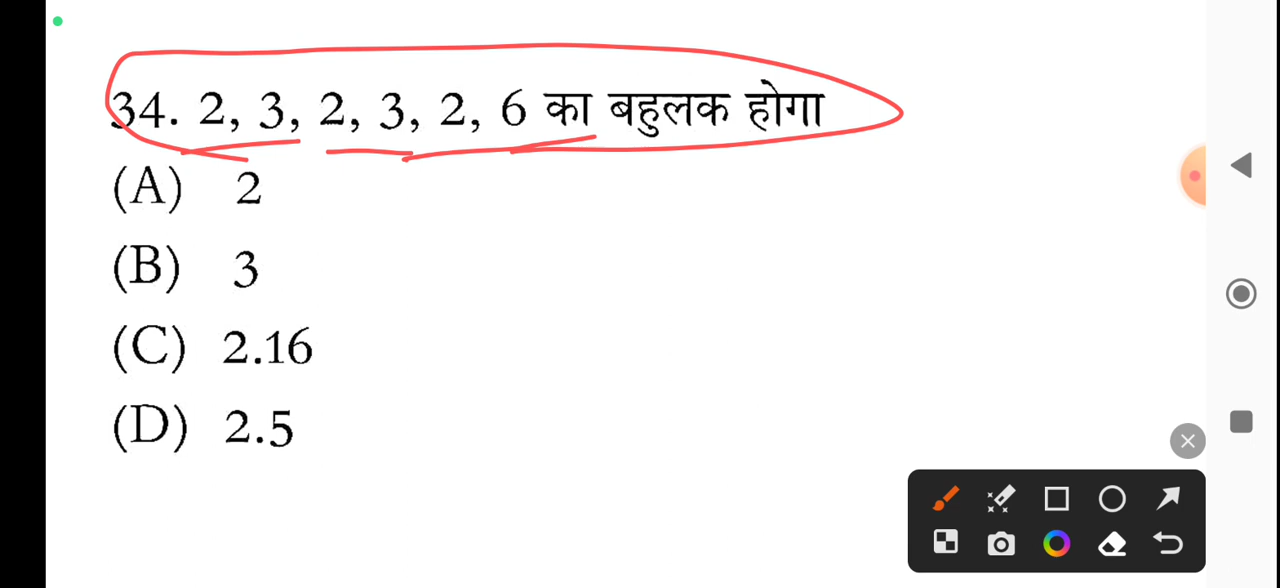 34. 2, 3, 2, 3, 2, 6 का बहुलक होगा
(A) 2
(B) 3
(C) 2.16
(D) 2.5